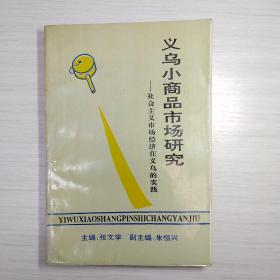 义乌小商品市场研究
——社会主义市场经济在义乌的实践
YIWUXIAOSHANGPINSHICHANGYANJIU
主编:张文学 副主编:朱恒兴